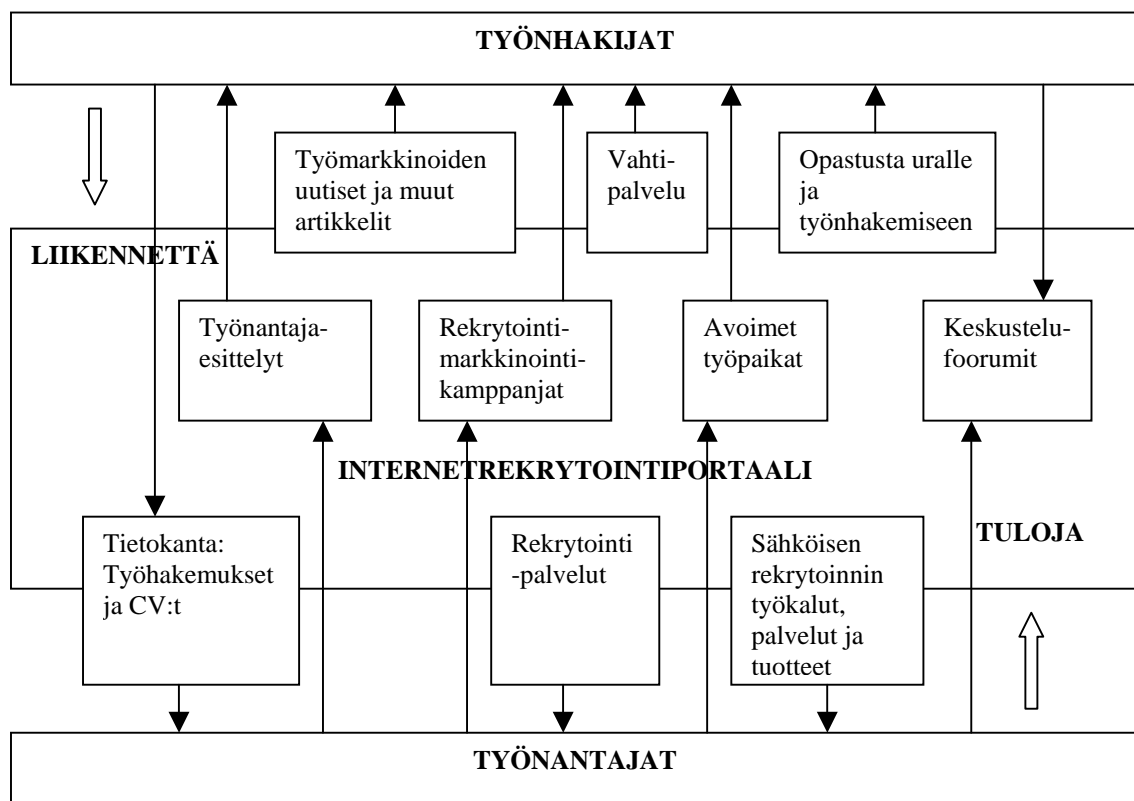 TYÖNHAKIJAT
Työmarkkinoiden
uutiset ja muut
artikkelit
Vahti-
palvelu
Opastusta uralle
ja
työnhakemiseen
LIIKENNETTÄ
Työnantaja-
esittelyt
Rekrytointi-
markkinointi-
kamppanjat
Avoimet
työpaikat
Keskustelu-
foorumit
INTERNETREKRYTOINTIPORTAALI
TULOJA
Tietokanta:
Työhakemukset
ja CV:t
Rekrytointi
-palvelut
Sähköisen
rekrytoinnin
työkalut,
palvelut ja
tuotteet
TYÖNANTAJAT